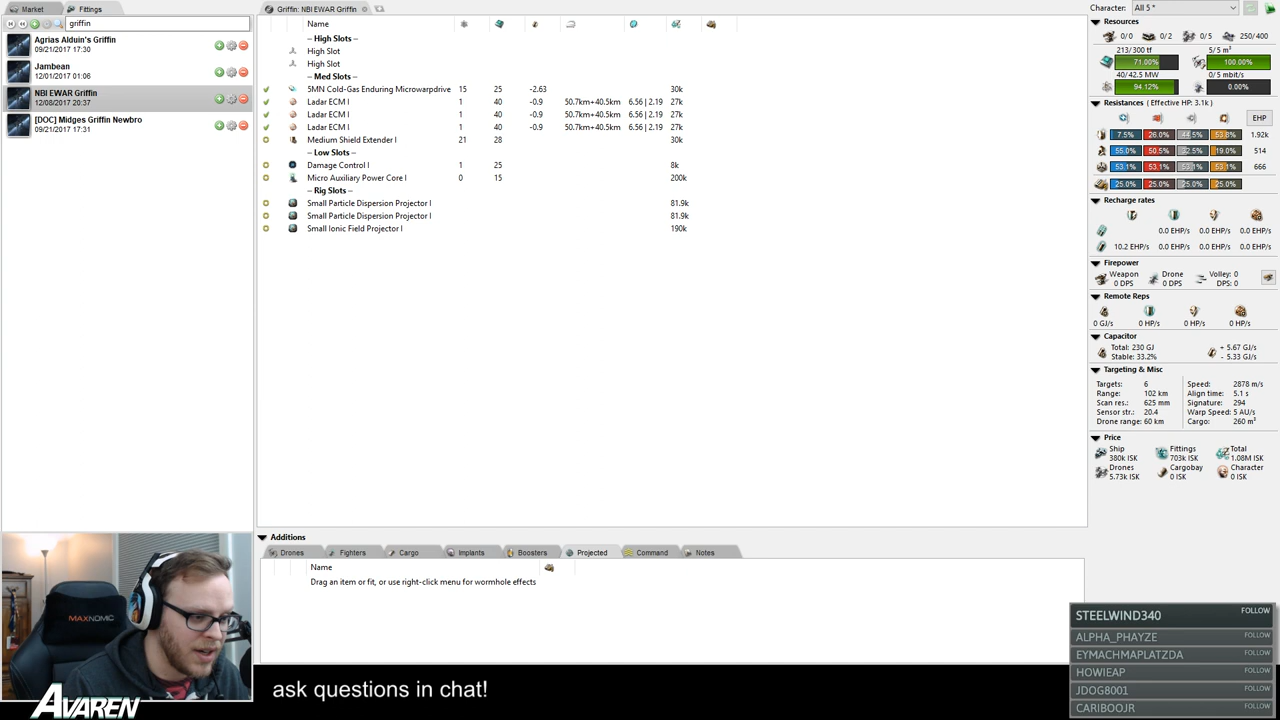 Market
Fittings
griffin
Agrias Alduin's Griffin
09/21/2017 17:30
Jambean
12/01/2017 01:06
NBI EWAR Griffin
12/08/2017 20:37
[DOC] Midges Griffin Newbro
09/21/2017 17:31
Griffin: NBI EWAR Griffin
Name
-- High Slots --
High Slot
High Slot
-- Med Slots --
5MN Cold-Gas Enduring Microwarpdrive 15 25 -2.63 30k
Ladar ECM I 1 40 -0.9 50.7km+40.5km 6.56 | 2.19 27k
Ladar ECM I 1 40 -0.9 50.7km+40.5km 6.56 | 2.19 27k
Ladar ECM I 1 40 -0.9 50.7km+40.5km 6.56 | 2.19 27k
Medium Shield Extender I 21 28 30k
-- Low Slots --
Damage Control I 1 25 8k
Micro Auxiliary Power Core I 0 15 200k
-- Rig Slots --
Small Particle Dispersion Projector I 81.9k
Small Particle Dispersion Projector I 81.9k
Small Ionic Field Projector I 190k
Character: All 5 *
Resources
0/0 0/2 0/5 250/400
213/300 tf 5/5 m³
71.00% 100.00%
40/42.5 MW 0/5 mbit/s
94.12% 0.00%
Resistances ( Effective HP: 3.1k )
EHP
7.5% 26.0% 44.5% 53.8% 1.92k
55.0% 50.5% 32.5% 19.0% 514
53.1% 53.1% 53.1% 53.1% 666
25.0% 25.0% 25.0% 25.0%
Recharge rates
0.0 EHP/s 0.0 EHP/s 0.0 EHP/s
10.2 EHP/s 0.0 EHP/s 0.0 EHP/s 0.0 EHP/s
Firepower
Weapon Drone Volley: 0
0 DPS 0 DPS DPS: 0
Remote Reps
0 GJ/s 0 HP/s 0 HP/s 0 HP/s
Capacitor
Total: 230 GJ + 5.67 GJ/s
Stable: 33.2% - 5.33 GJ/s
Targeting & Misc
Targets: 6 Speed: 2878 m/s
Range: 102 km Align time: 5.1 s
Scan res.: 625 mm Signature: 294
Sensor str.: 20.4 Warp Speed: 5 AU/s
Drone range: 60 km Cargo: 260 m³
Price
Ship Fittings Total
380k ISK 703k ISK 1.08M ISK
Drones Cargobay Character
5.73k ISK 0 ISK 0 ISK
Additions
Drones Fighters Cargo Implants Boosters Projected Command Notes
Name
Drag an item or fit, or use right-click menu for wormhole effects
MAXNOMIC
AVAREN
ask questions in chat!
STEELWIND340 FOLLOW
ALPHA_PHAYZE FOLLOW
EYMACHMAPLATZDA FOLLOW
HOWIEAP FOLLOW
JDOG8001 FOLLOW
CARIBOOJR FOLLOW